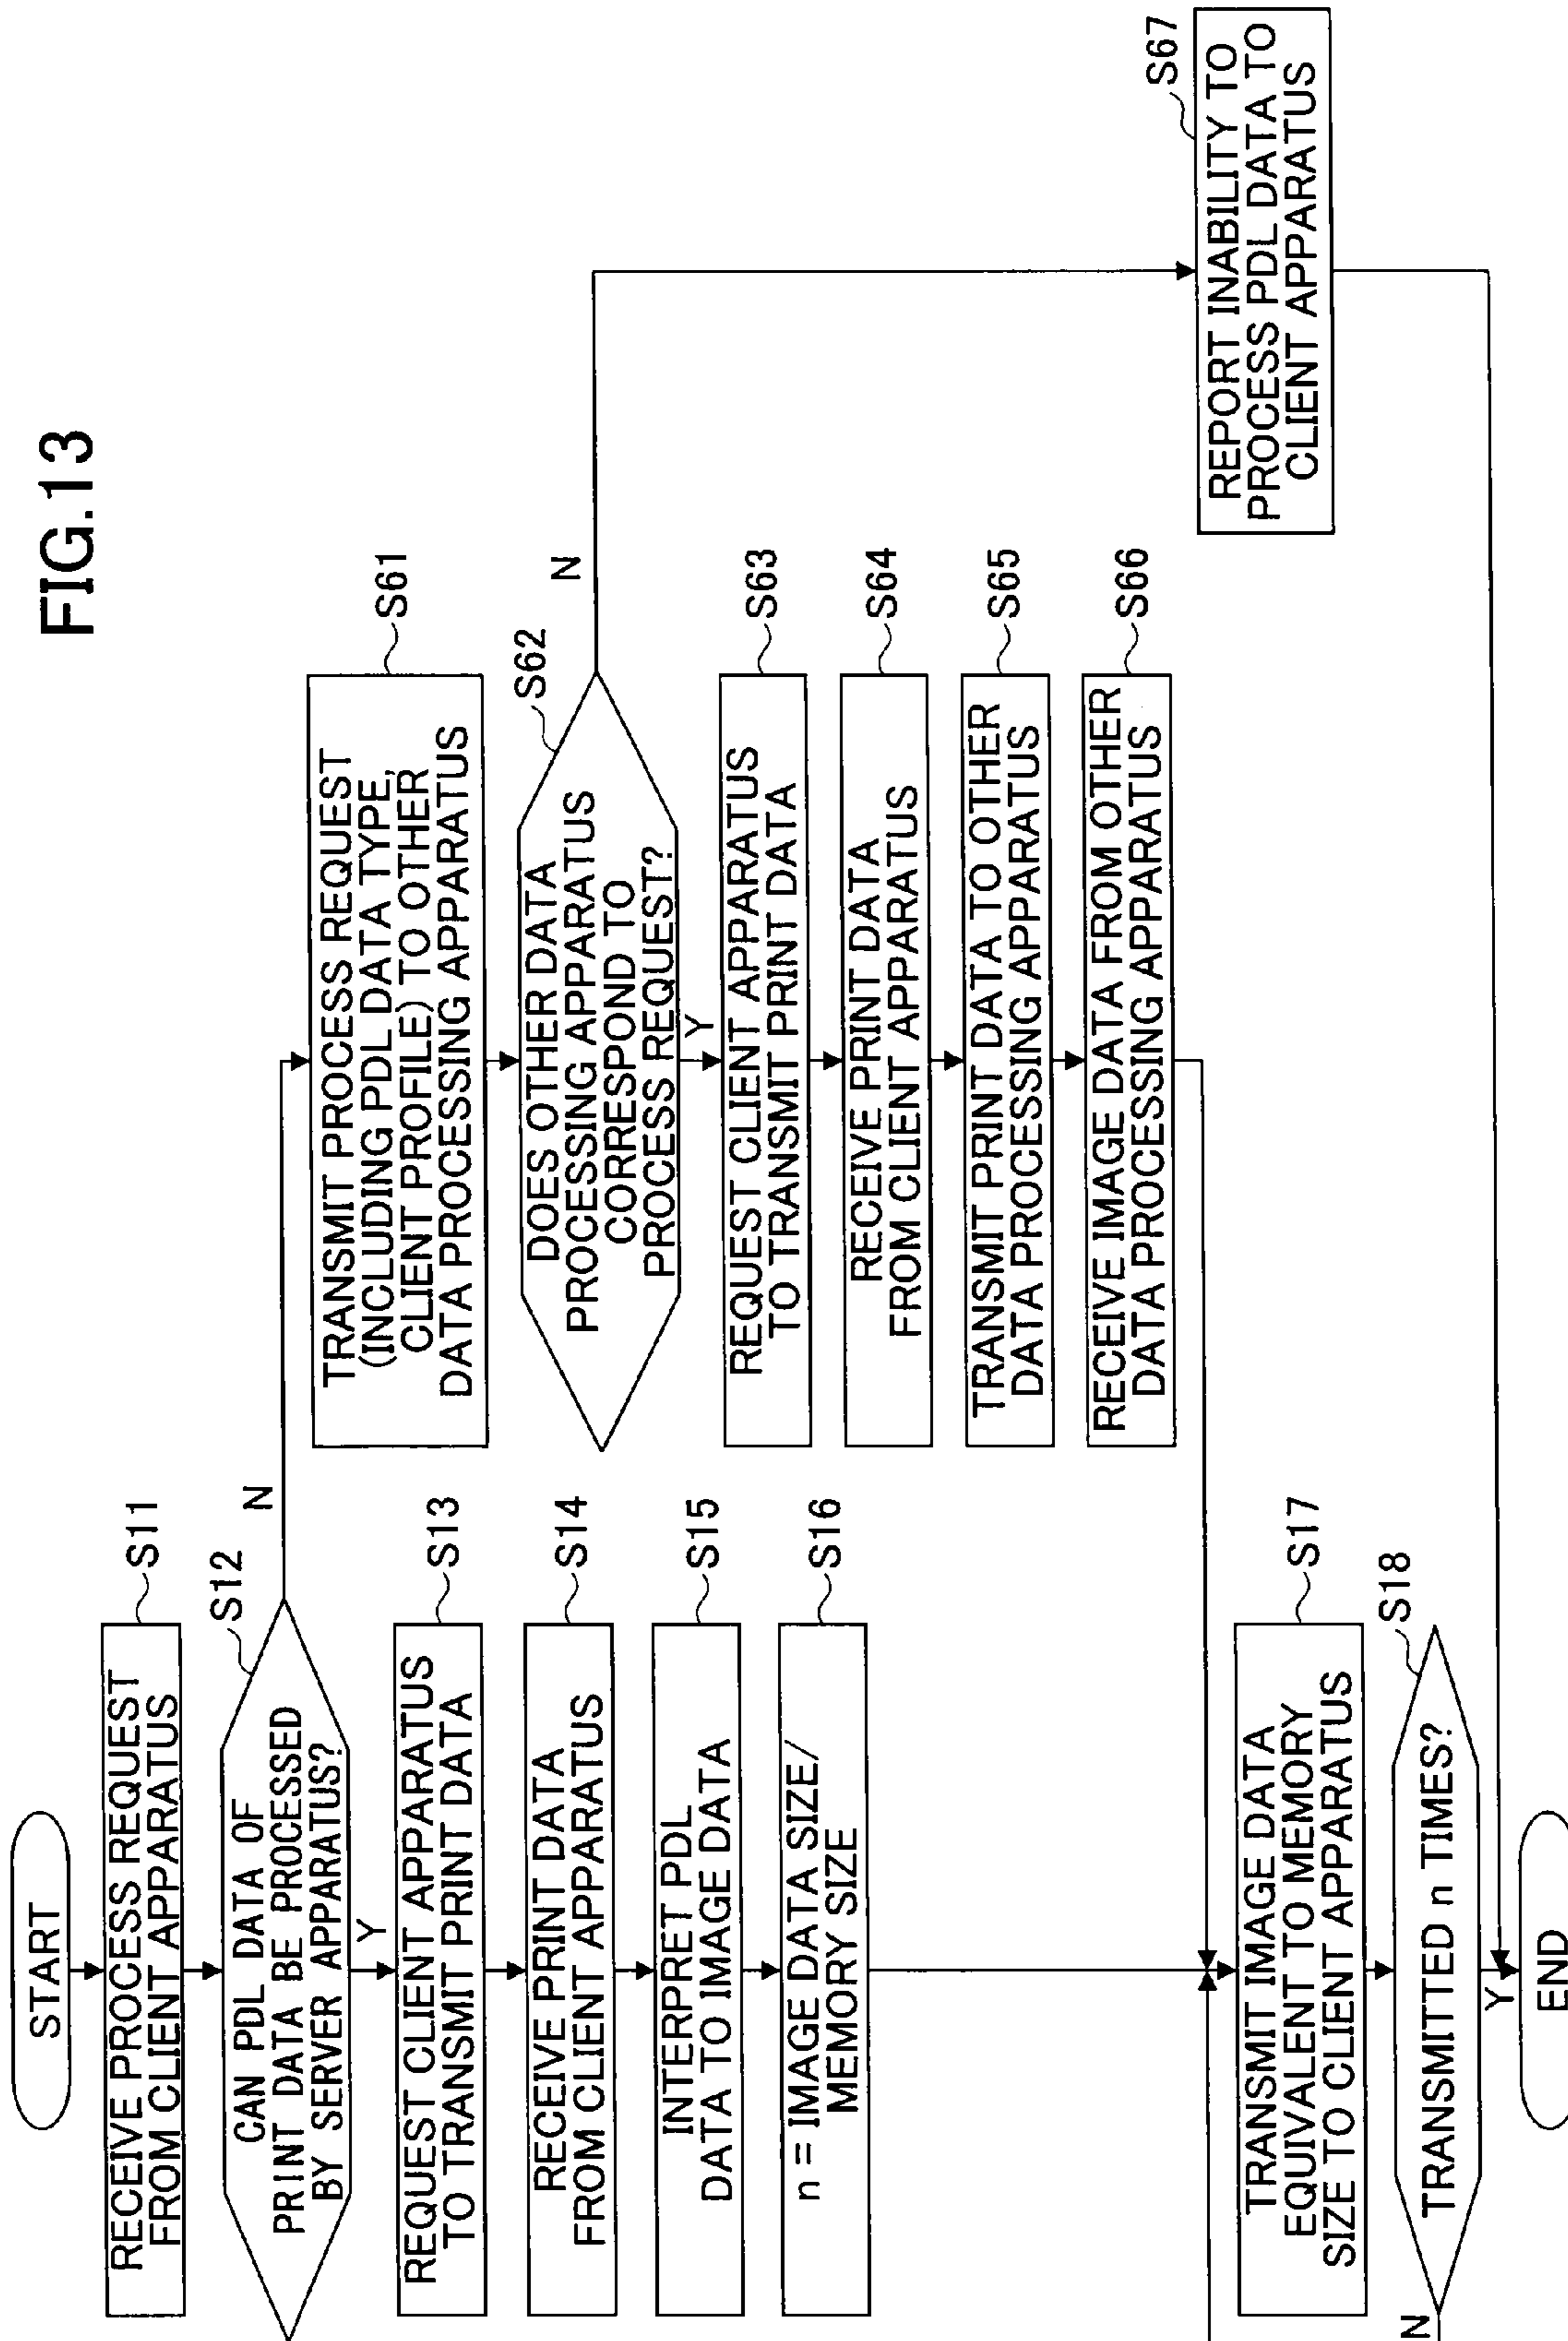 FIG.13
START
RECEIVE PROCESS REQUEST
FROM CLIENT APPARATUS
S11
CAN PDL DATA OF
PRINT DATA BE PROCESSED
BY SERVER APPARATUS?
S12
N
Y
REQUEST CLIENT APPARATUS
TO TRANSMIT PRINT DATA
S13
RECEIVE PRINT DATA
FROM CLIENT APPARATUS
S14
INTERPRET PDL
DATA TO IMAGE DATA
S15
n = IMAGE DATA SIZE/
MEMORY SIZE
S16
TRANSMIT PROCESS REQUEST
(INCLUDING PDL DATA TYPE,
CLIENT PROFILE) TO OTHER
DATA PROCESSING APPARATUS
S61
DOES OTHER DATA
PROCESSING APPARATUS
CORRESPOND TO
PROCESS REQUEST?
S62
N
Y
REQUEST CLIENT APPARATUS
TO TRANSMIT PRINT DATA
S63
RECEIVE PRINT DATA
FROM CLIENT APPARATUS
S64
TRANSMIT PRINT DATA TO OTHER
DATA PROCESSING APPARATUS
S65
RECEIVE IMAGE DATA FROM OTHER
DATA PROCESSING APPARATUS
S66
REPORT INABILITY TO
PROCESS PDL DATA TO
CLIENT APPARATUS
S67
TRANSMIT IMAGE DATA
EQUIVALENT TO MEMORY
SIZE TO CLIENT APPARATUS
S17
TRANSMITTED n TIMES?
S18
N
Y
END